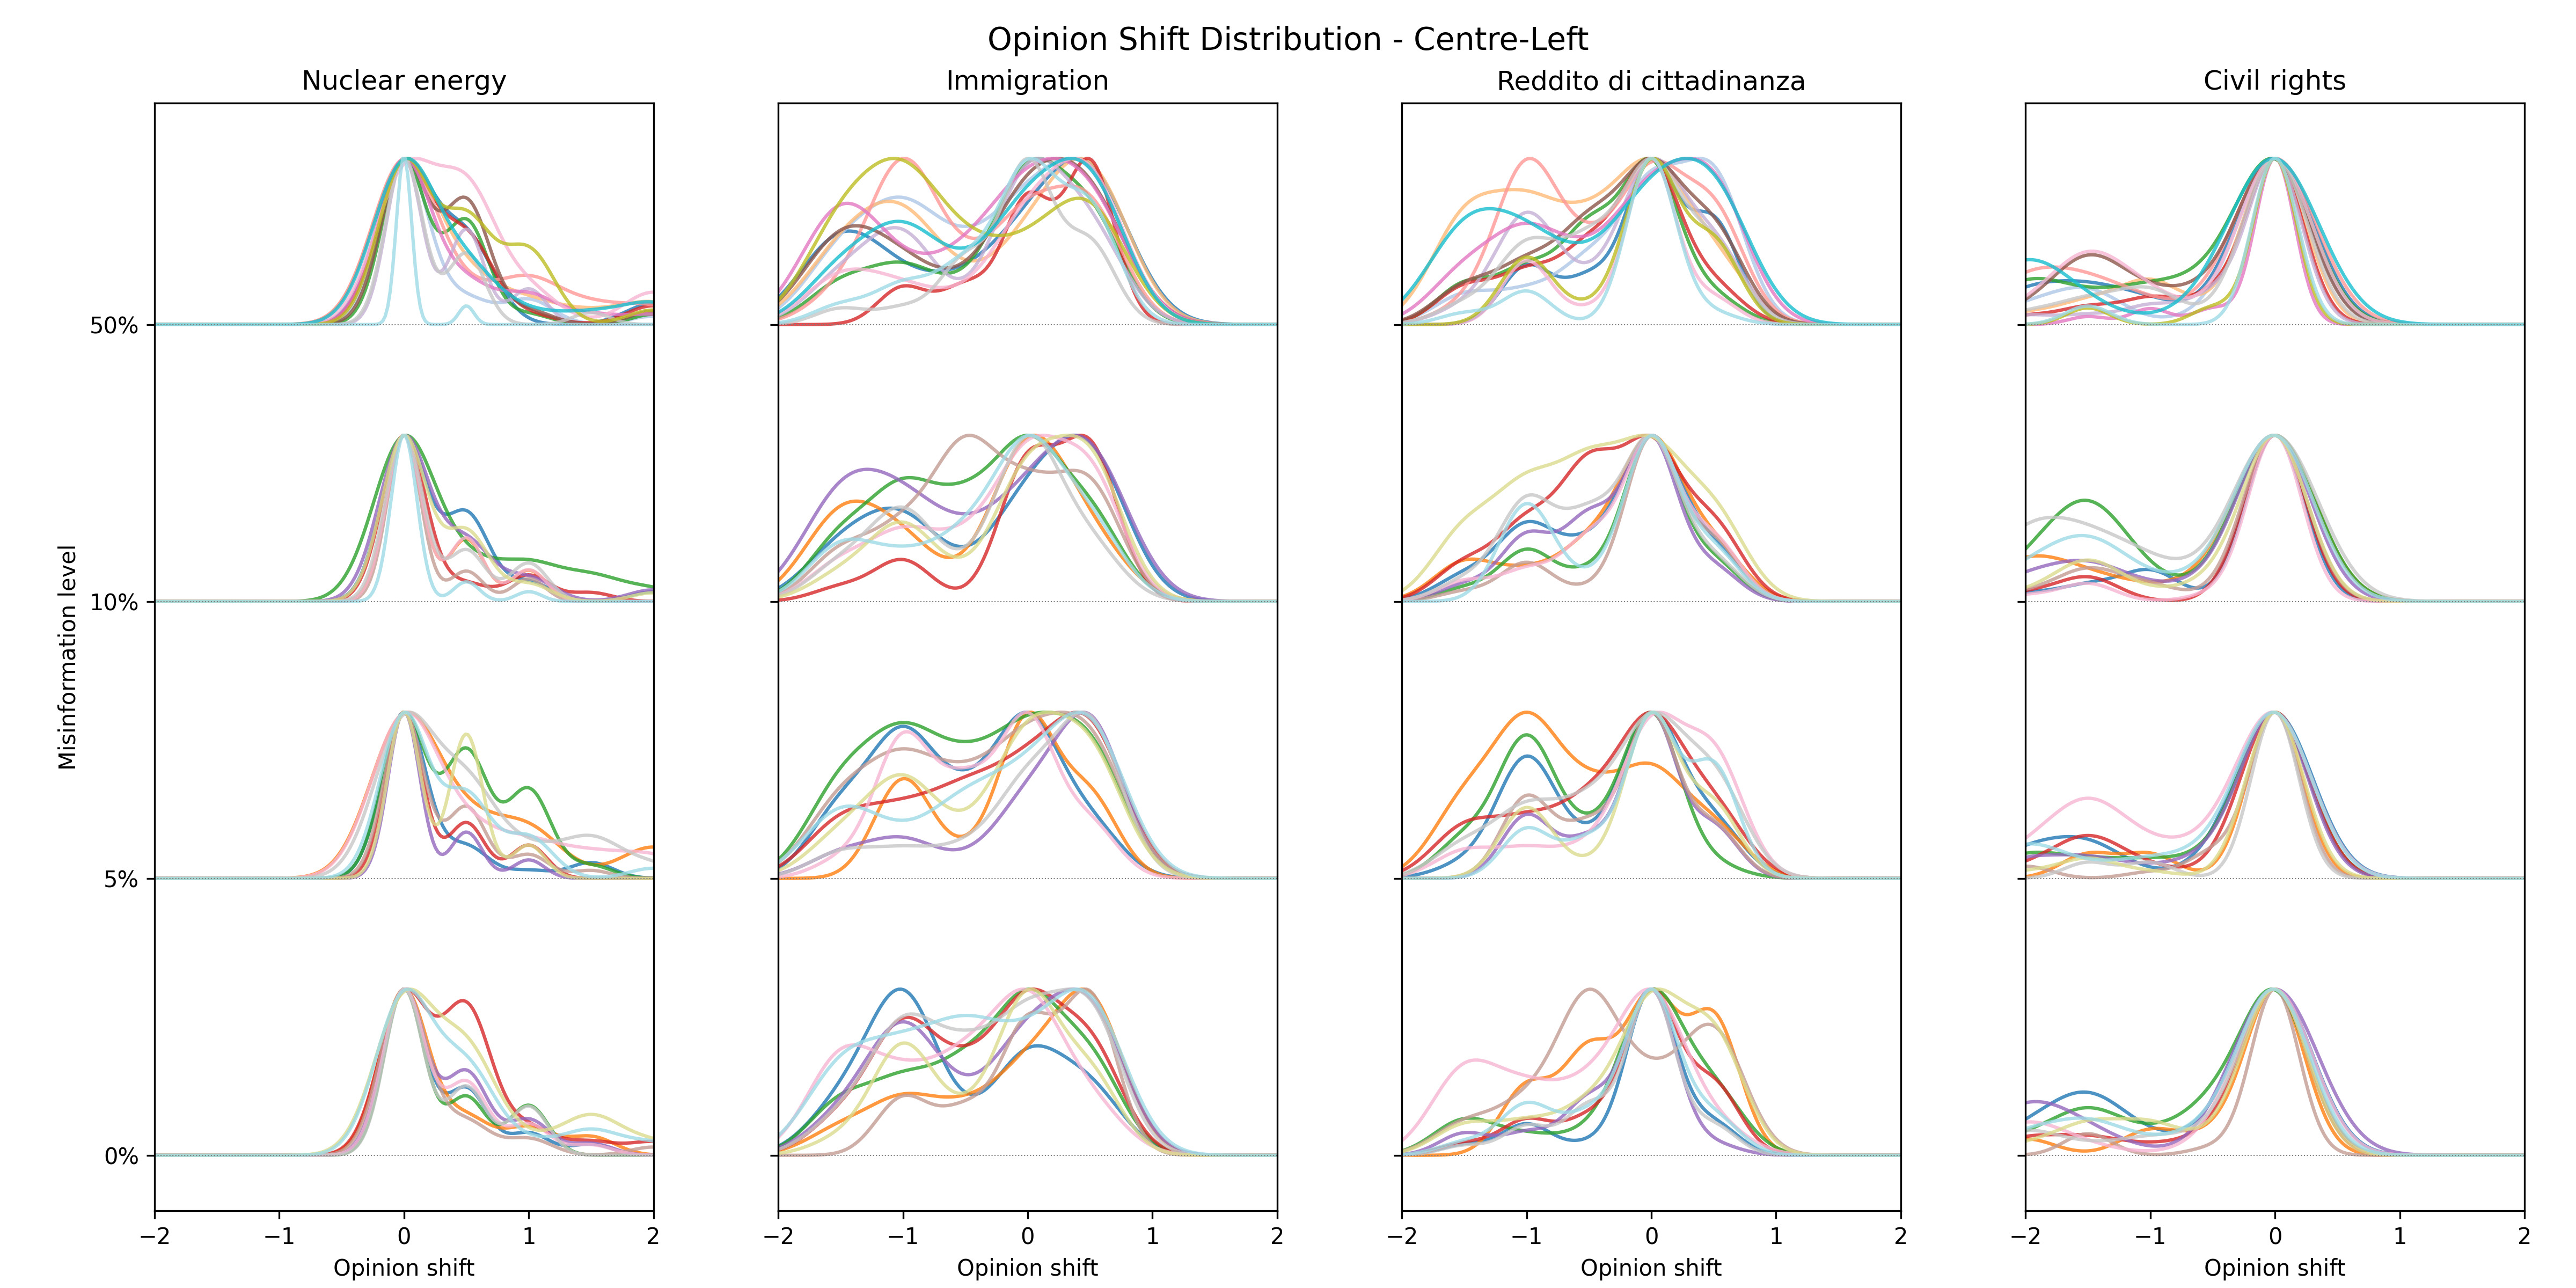 Opinion Shift Distribution - Centre-Left
Nuclear energy
Immigration
Reddito di cittadinanza
Civil rights
Misinformation level
50%
10%
5%
0%
−2 −1 0 1 2
−2 −1 0 1 2
−2 −1 0 1 2
−2 −1 0 1 2
Opinion shift
Opinion shift
Opinion shift
Opinion shift